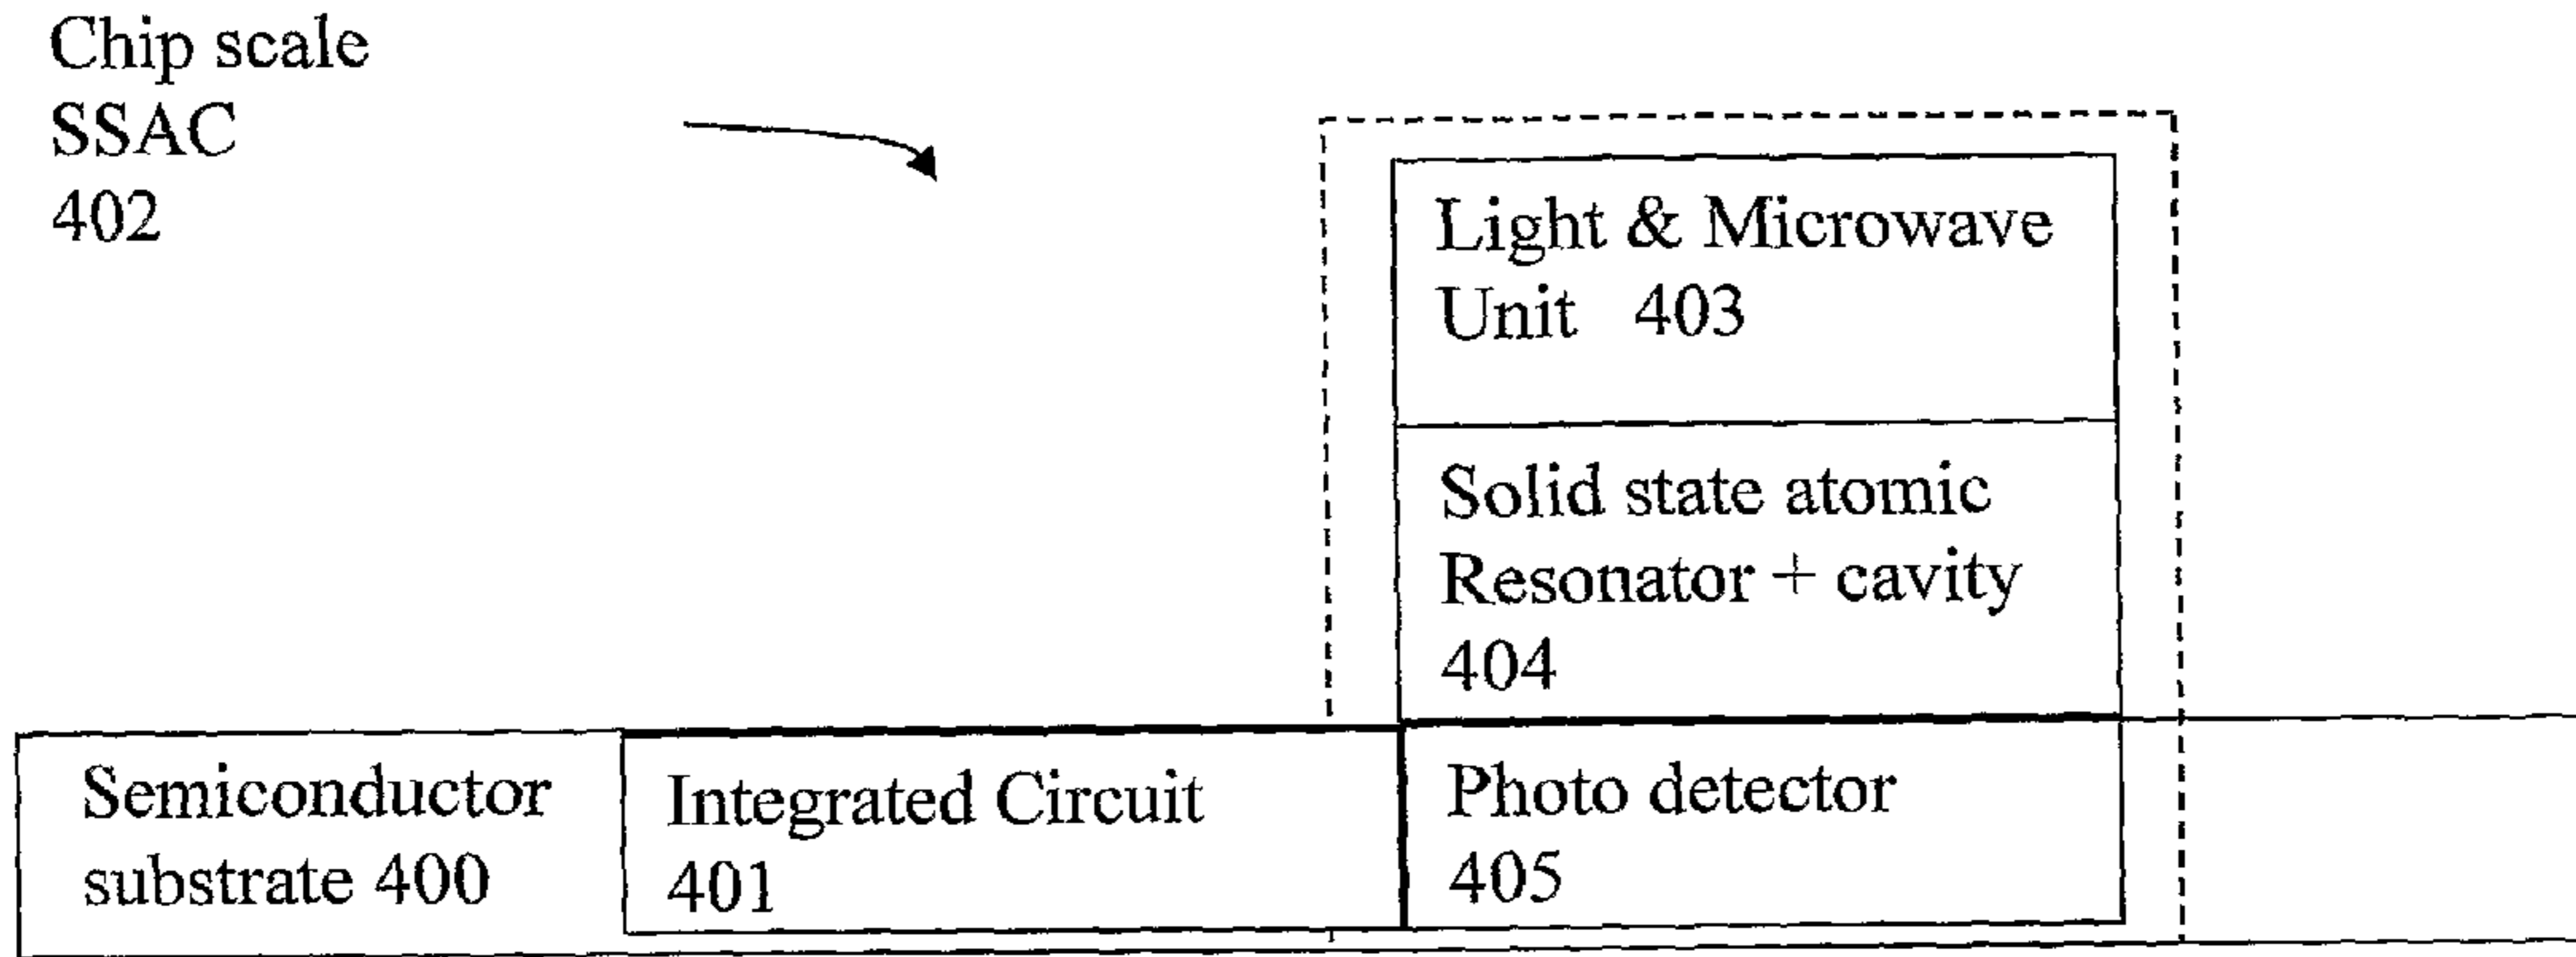 Chip scale
SSAC
402
Light & Microwave
Unit 403
Solid state atomic
Resonator + cavity
404
Semiconductor
substrate 400
Integrated Circuit
401
Photo detector
405